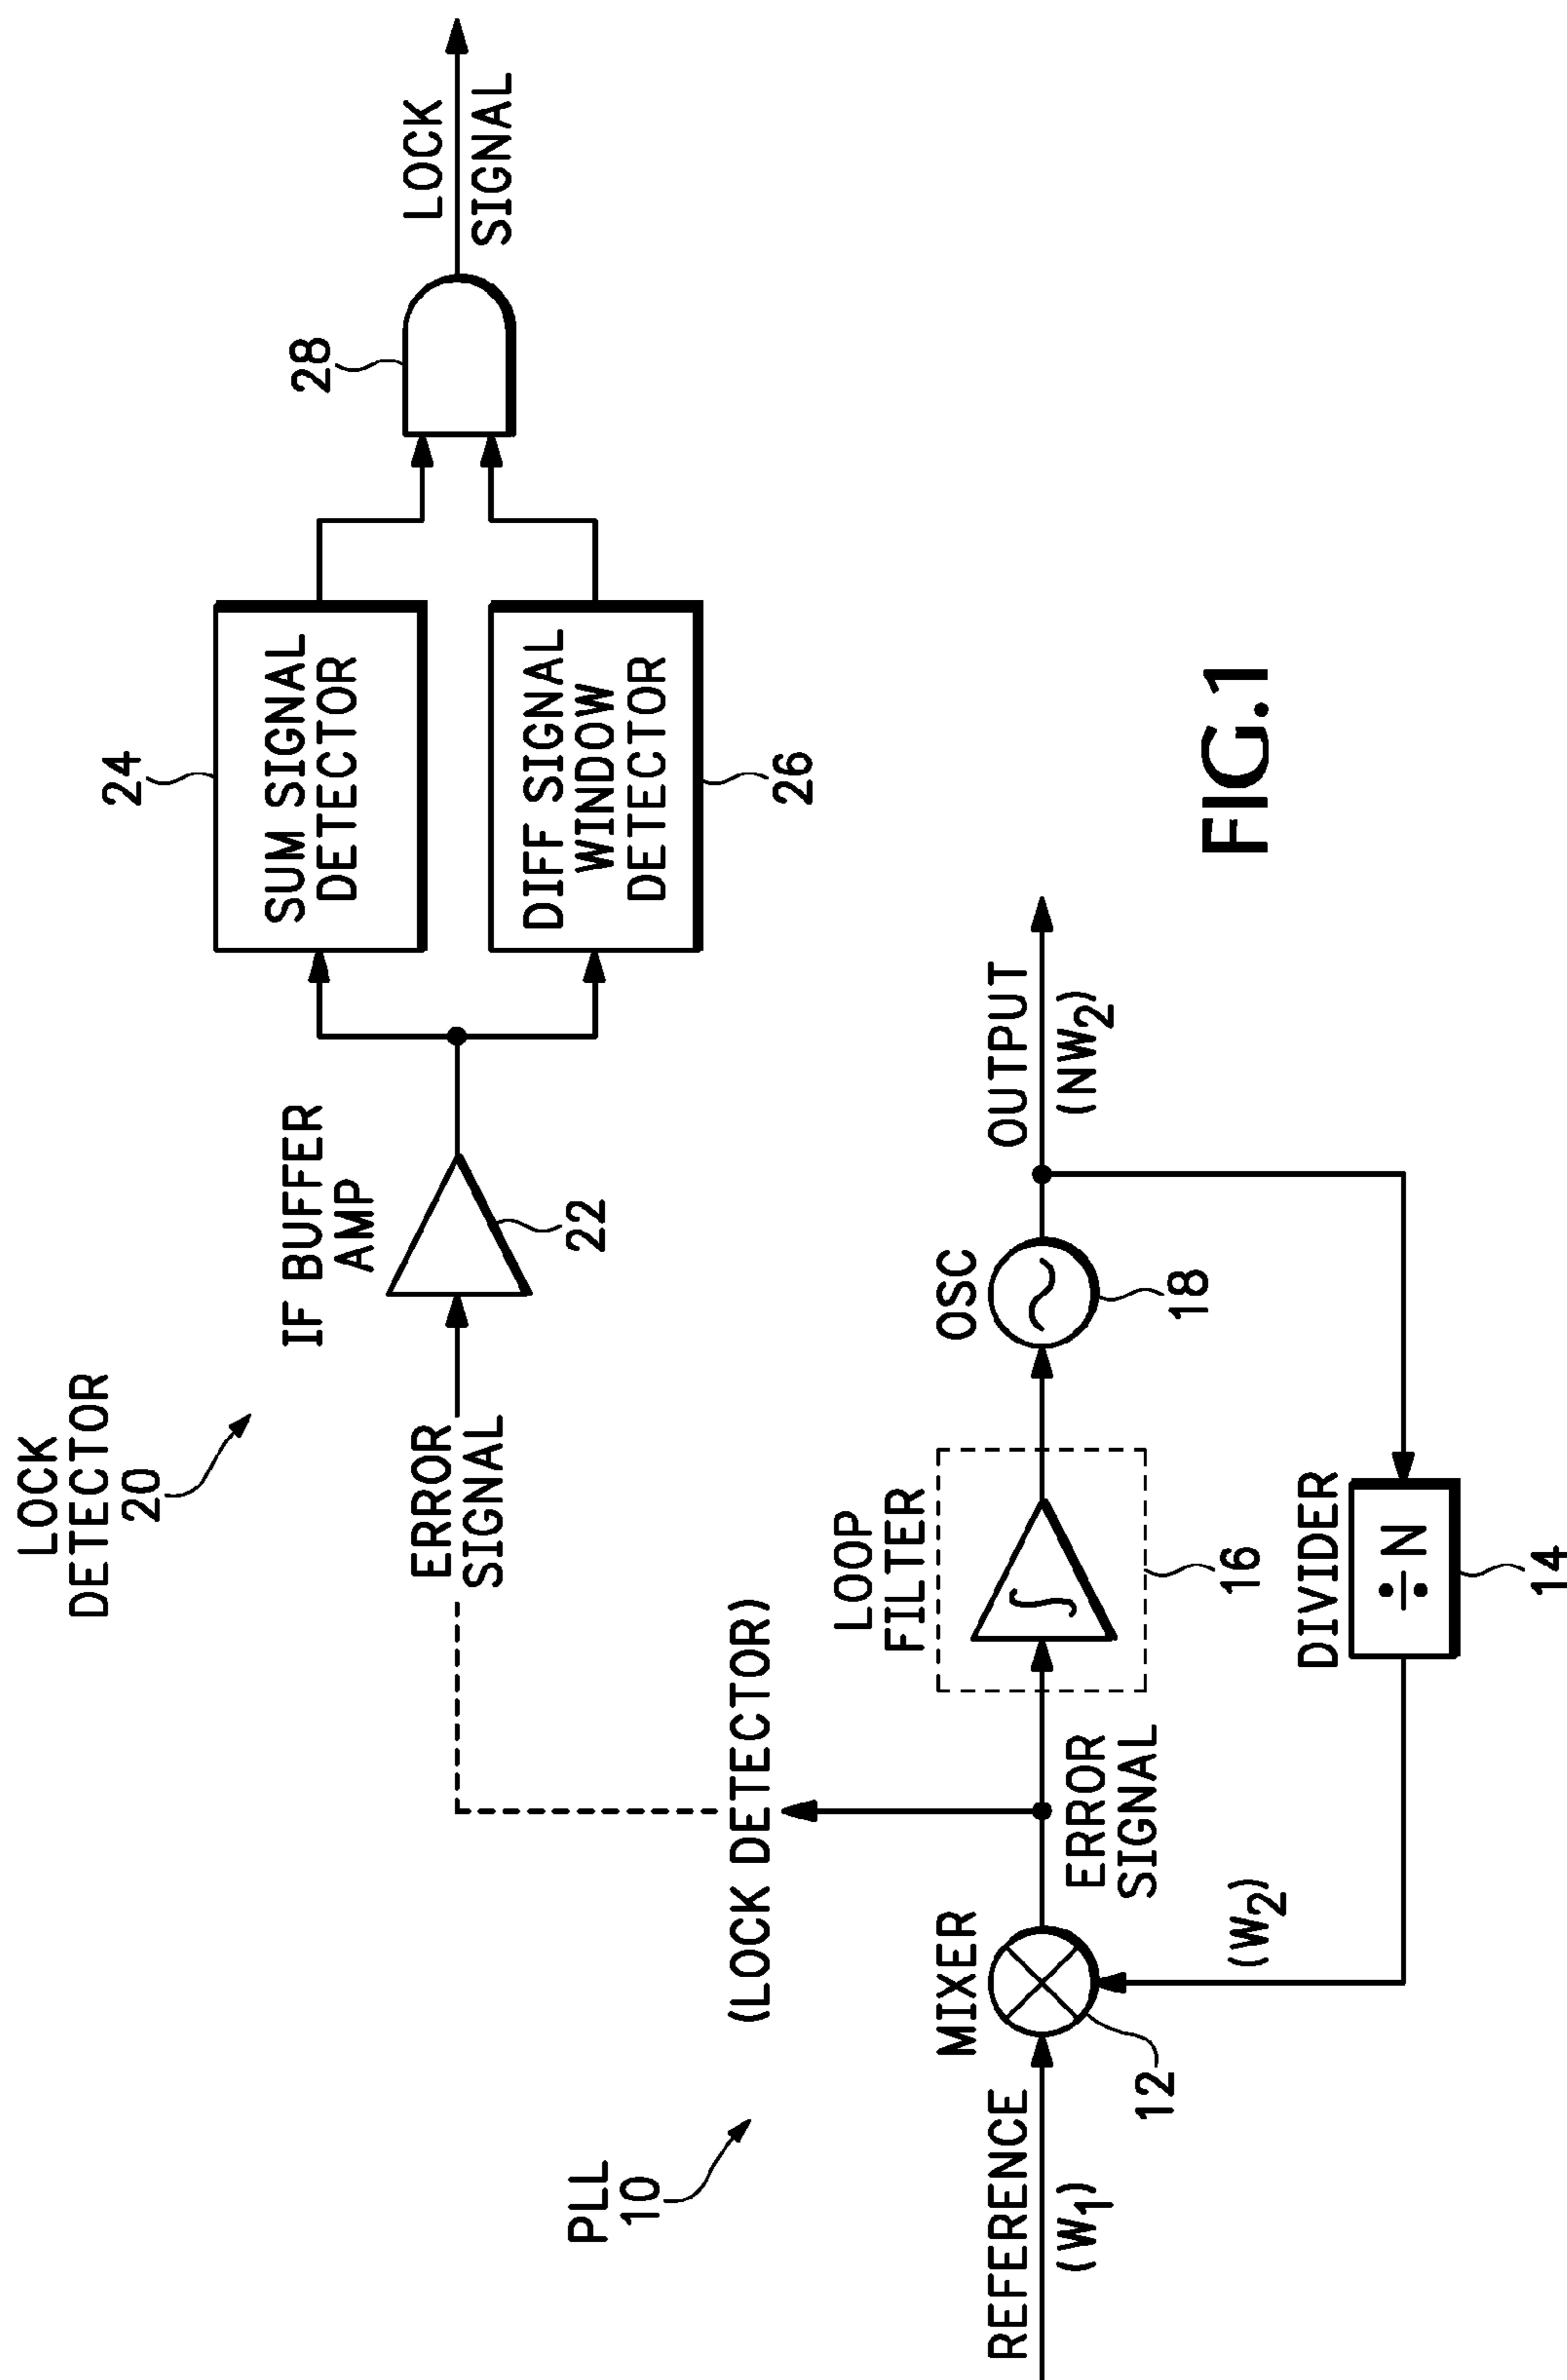 LOCK
DETECTOR
20
IF BUFFER
AMP
22
ERROR
SIGNAL
24
SUM SIGNAL
DETECTOR
DIFF SIGNAL
WINDOW
DETECTOR
26
28
LOCK
SIGNAL
PLL
10
(LOCK DETECTOR)
REFERENCE
(W1)
MIXER
12
ERROR
SIGNAL
(W2)
LOOP
FILTER
∫
16
OSC
18
OUTPUT
(NW2)
DIVIDER
÷N
14
FIG.1